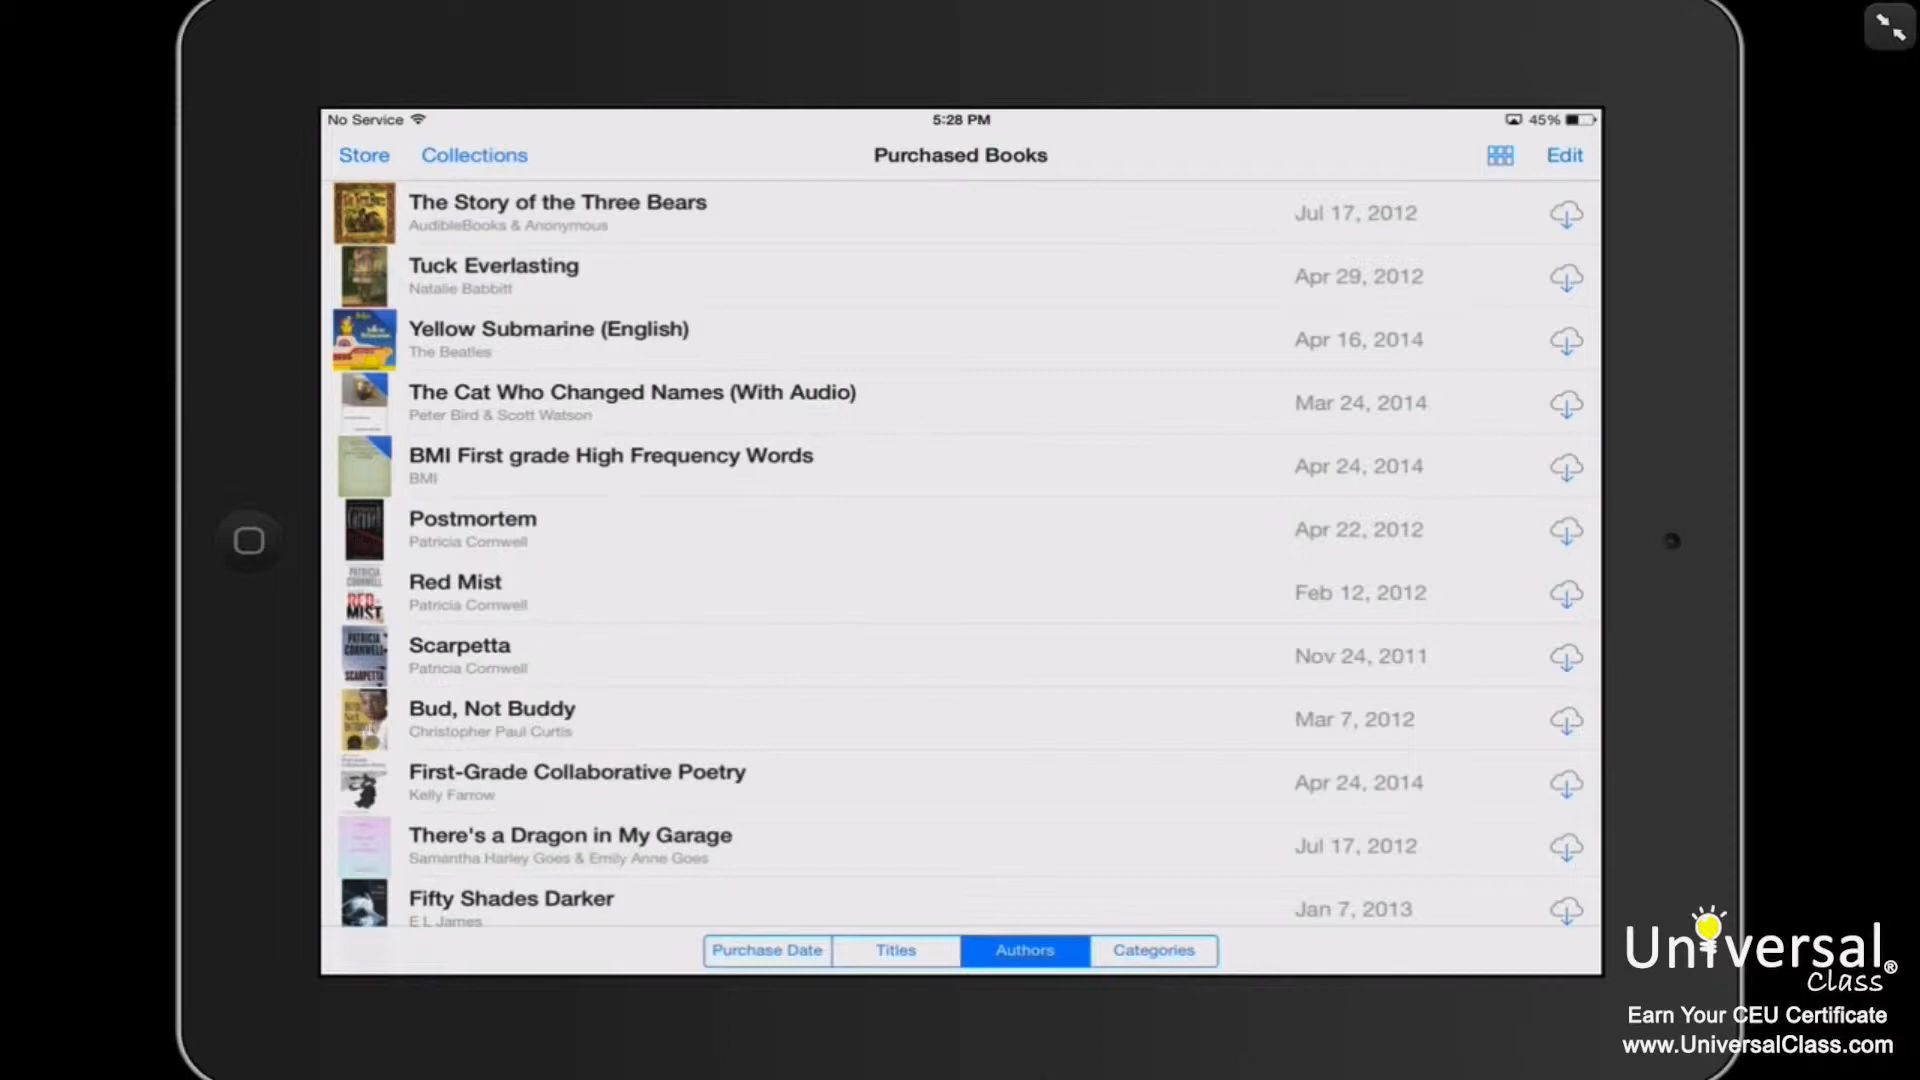 No Service
5:28 PM
45%
Store
Collections
Purchased Books
Edit
The Story of the Three Bears
AudibleBooks & Anonymous
Jul 17, 2012
Tuck Everlasting
Natalie Babbitt
Apr 29, 2012
Yellow Submarine (English)
The Beatles
Apr 16, 2014
The Cat Who Changed Names (With Audio)
Peter Bird & Scott Watson
Mar 24, 2014
BMI First grade High Frequency Words
BMI
Apr 24, 2014
Postmortem
Patricia Cornwell
Apr 22, 2012
PATRICIA
CORNWELL
RED
MIST
Red Mist
Patricia Cornwell
Feb 12, 2012
PATRICIA
CORNWELL
SCARPETTA
Scarpetta
Patricia Cornwell
Nov 24, 2011
Bud, Not Buddy
Christopher Paul Curtis
Mar 7, 2012
First-Grade Collaborative Poetry
Kelly Farrow
Apr 24, 2014
There's a Dragon in My Garage
Samantha Harley Goes & Emily Anne Goes
Jul 17, 2012
Fifty Shades Darker
E L James
Jan 7, 2013
Purchase Date
Titles
Authors
Categories
Universal®
Class
Earn Your CEU Certificate
www.UniversalClass.com